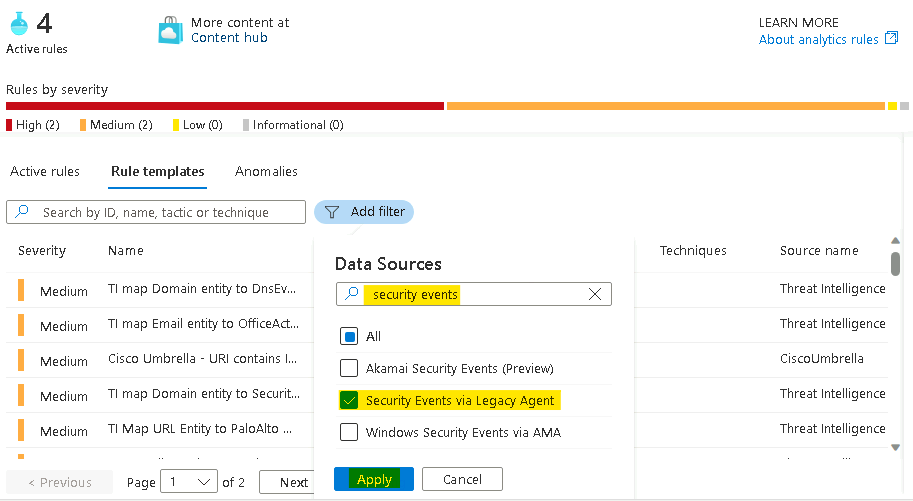 4
Active rules
More content at
Content hub
LEARN MORE
About analytics rules
Rules by severity
High (2)
Medium (2)
Low (0)
Informational (0)
Active rules
Rule templates
Anomalies
Search by ID, name, tactic or technique
Add filter
Severity
Name
Techniques
Source name
Medium
TI map Domain entity to DnsEv...
Threat Intelligence
Medium
TI map Email entity to OfficeAct...
Threat Intelligence
Medium
Cisco Umbrella - URI contains I...
CiscoUmbrella
Medium
TI map Domain entity to Securit...
Threat Intelligence
Medium
TI Map URL Entity to PaloAlto ...
Threat Intelligence
Data Sources
security events
All
Akamai Security Events (Preview)
Security Events via Legacy Agent
Windows Security Events via AMA
Apply
Cancel
< Previous
Page
1
of 2
Next